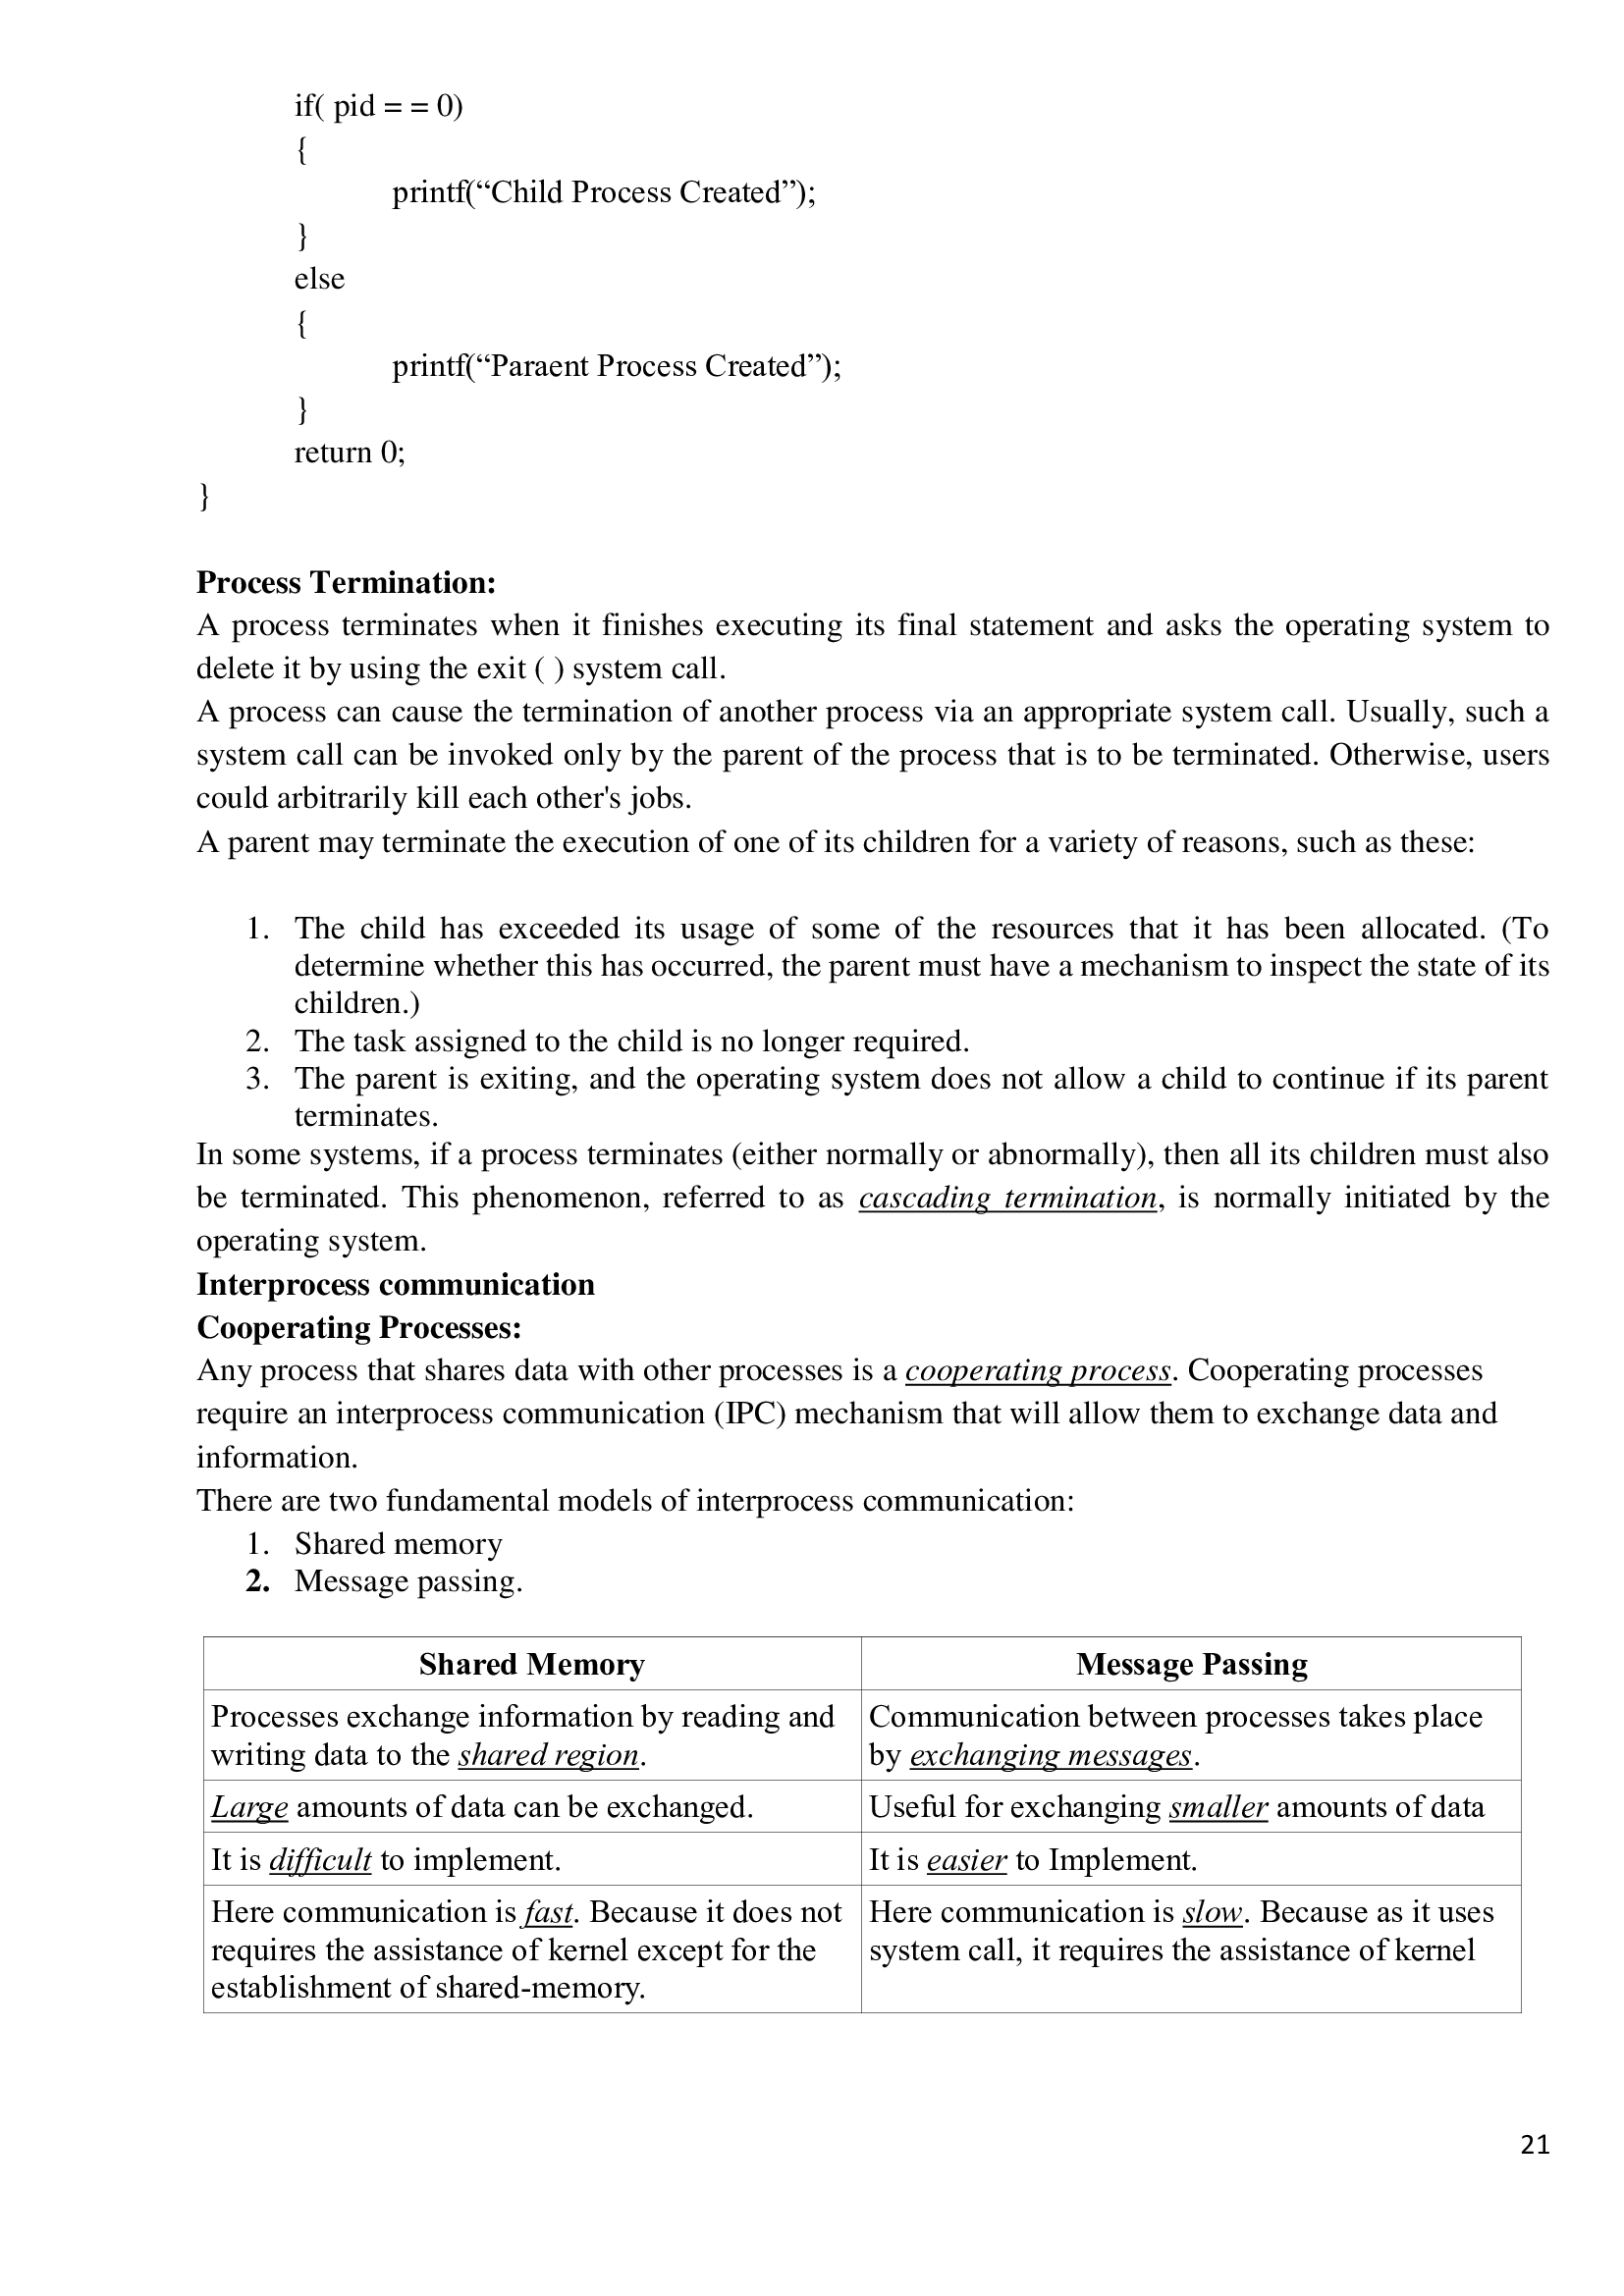 if( pid = = 0)
{
printf(“Child Process Created”);
}
else
{
printf(“Paraent Process Created”);
}
return 0;
}
Process Termination:
A process terminates when it finishes executing its final statement and asks the operating system to
delete it by using the exit ( ) system call.
A process can cause the termination of another process via an appropriate system call. Usually, such a
system call can be invoked only by the parent of the process that is to be terminated. Otherwise, users
could arbitrarily kill each other's jobs.
A parent may terminate the execution of one of its children for a variety of reasons, such as these:
1. The child has exceeded its usage of some of the resources that it has been allocated. (To
determine whether this has occurred, the parent must have a mechanism to inspect the state of its
children.)
2. The task assigned to the child is no longer required.
3. The parent is exiting, and the operating system does not allow a child to continue if its parent
terminates.
In some systems, if a process terminates (either normally or abnormally), then all its children must also
be terminated. This phenomenon, referred to as cascading termination, is normally initiated by the
operating system.
Interprocess communication
Cooperating Processes:
Any process that shares data with other processes is a cooperating process. Cooperating processes
require an interprocess communication (IPC) mechanism that will allow them to exchange data and
information.
There are two fundamental models of interprocess communication:
1. Shared memory
2. Message passing.
Shared Memory
Message Passing
Processes exchange information by reading and
writing data to the shared region.
Communication between processes takes place
by exchanging messages.
Large amounts of data can be exchanged.
Useful for exchanging smaller amounts of data
It is difficult to implement.
It is easier to Implement.
Here communication is fast. Because it does not
requires the assistance of kernel except for the
establishment of shared-memory.
Here communication is slow. Because as it uses
system call, it requires the assistance of kernel
21